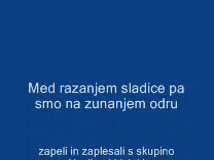 Med razanjem sladice pa
smo na zunanjem odru
zapeli in zaplesali s skupino